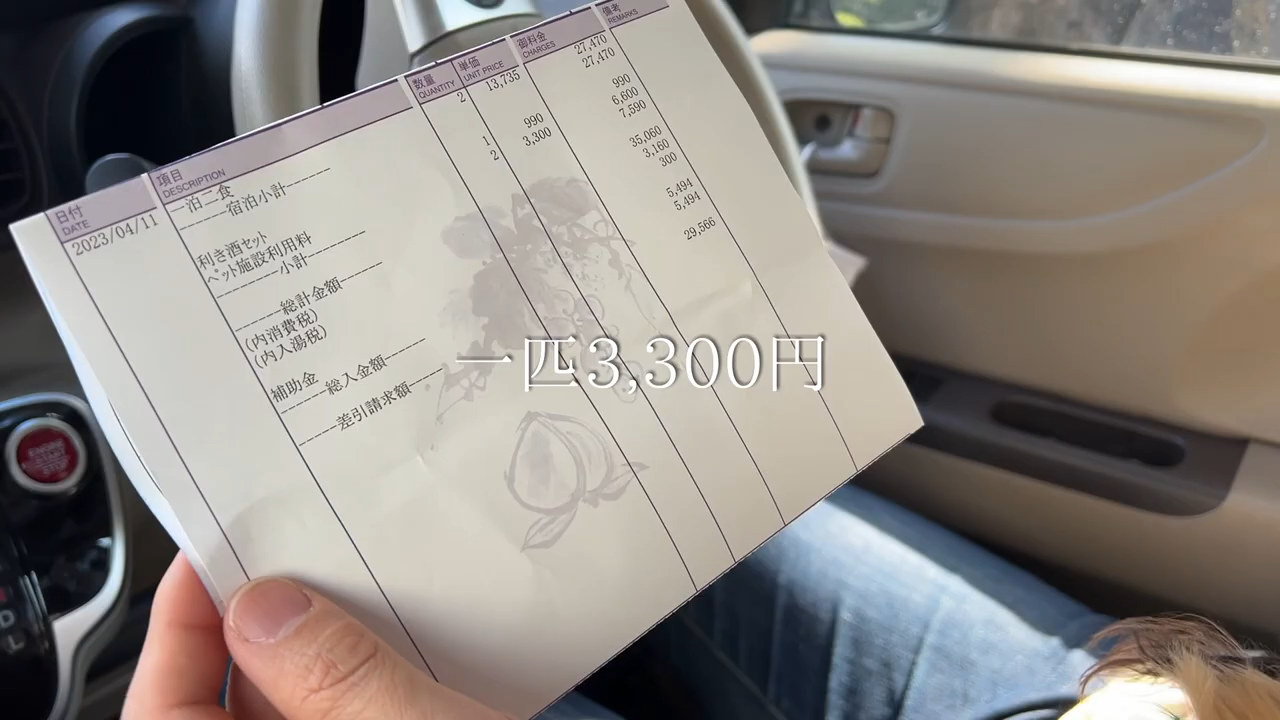 日付 項目 数量 単価 御料金 備考
DATE DESCRIPTION QUANTITY UNIT PRICE CHARGES REMARKS
2023/04/11 一泊二食 2 13,735 27,470
------宿泊小計------ 27,470
利き酒セット 1 990 990
ペット施設利用料 2 3,300 6,600
------小計------ 7,590
------総計金額------ 35,060
(内消費税) 3,160
(内入湯税) 300
補助金 5,494
------総入金額------ 5,494
------差引請求額------ 29,566
一匹3,300円
ENGINE
START
STOP
D
L